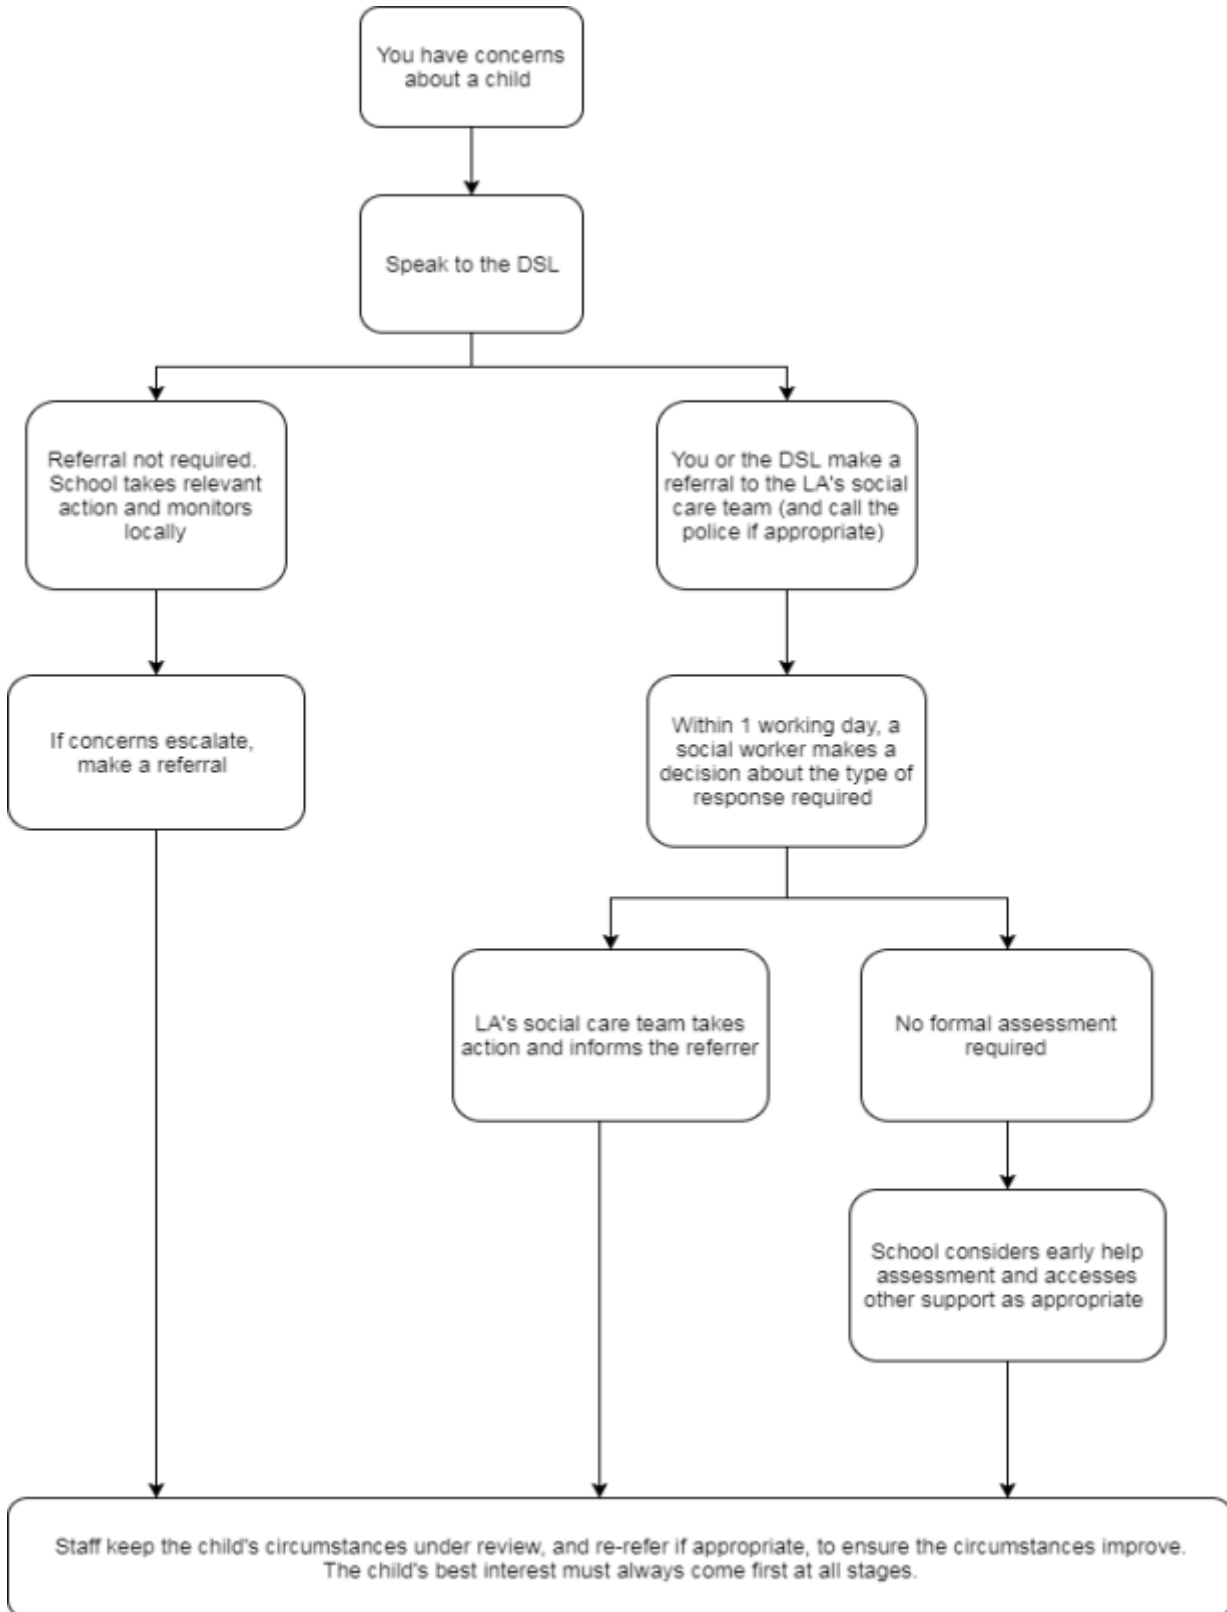 You have concerns
about a child
Speak to the DSL
Referral not required.
School takes relevant
action and monitors
locally
You or the DSL make a
referral to the LA's social
care team (and call the
police if appropriate)
If concerns escalate,
make a referral
Within 1 working day, a
social worker makes a
decision about the type of
response required
LA's social care team takes
action and informs the referrer
No formal assessment
required
School considers early help
assessment and accesses
other support as appropriate
Staff keep the child's circumstances under review, and re-refer if appropriate, to ensure the circumstances improve.
The child's best interest must always come first at all stages.